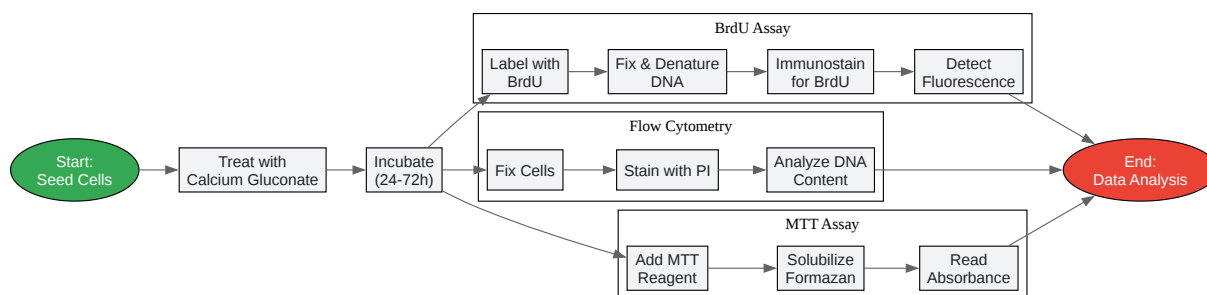 Start:
Seed Cells
Treat with
Calcium Gluconate
Incubate
(24-72h)
BrdU Assay
Label with
BrdU
Fix & Denature
DNA
Immunostain
for BrdU
Detect
Fluorescence
Flow Cytometry
Fix Cells
Stain with PI
Analyze DNA
Content
MTT Assay
Add MTT
Reagent
Solubilize
Formazan
Read
Absorbance
End:
Data Analysis